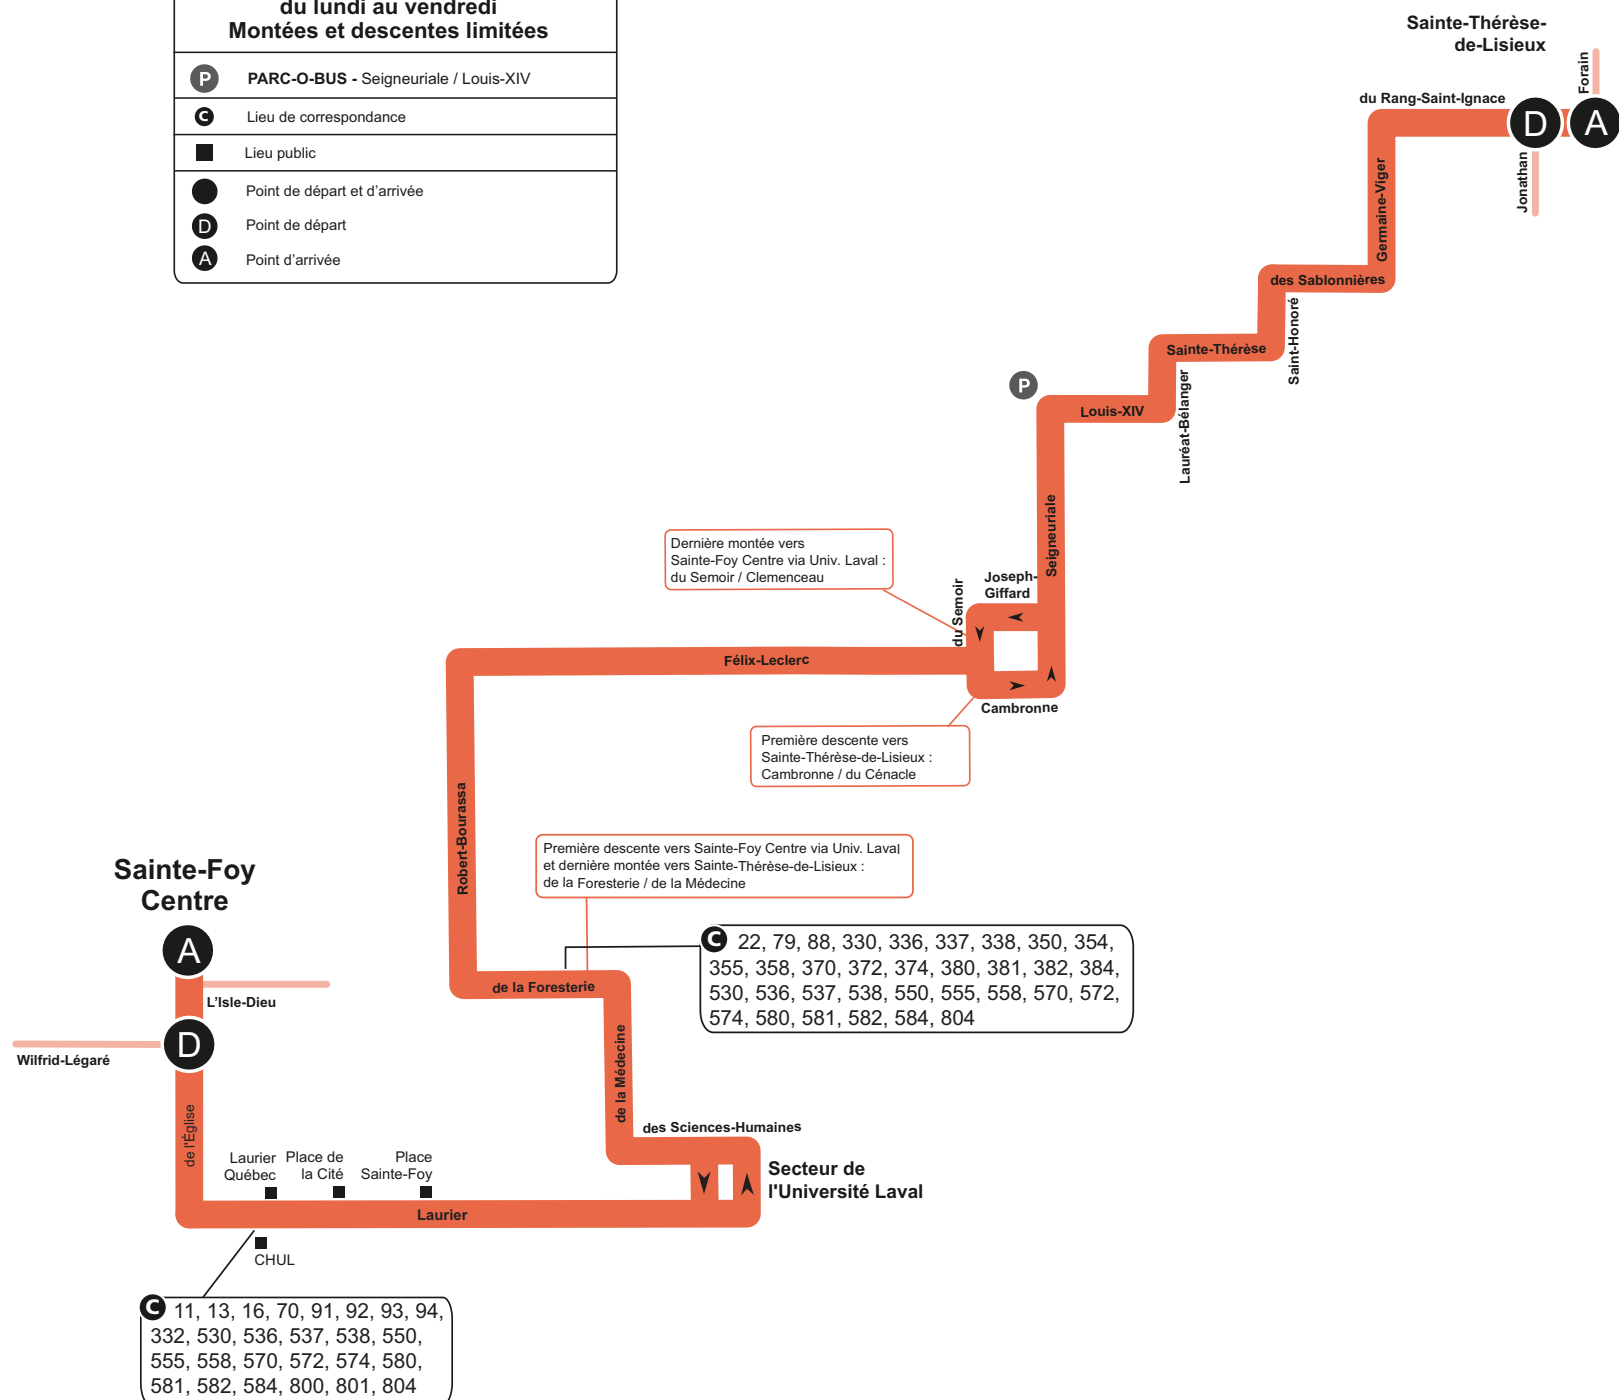 du lundi au vendredi
Montées et descentes limitées
P PARC-O-BUS - Seigneuriale / Louis-XIV
C Lieu de correspondance
Lieu public
Point de départ et d'arrivée
D Point de départ
A Point d'arrivée
Sainte-Thérèse-
de-Lisieux
Forain
du Rang-Saint-Ignace
D
A
Jonathan
Germaine-Viger
des Sablonnières
Saint-Honoré
Sainte-Thérèse
Lauréat-Bélanger
P
Louis-XIV
Seigneuriale
Dernière montée vers
Sainte-Foy Centre via Univ. Laval :
du Semoir / Clemenceau
Joseph-
Giffard
du Semoir
Félix-Leclerc
Cambronne
Première descente vers
Sainte-Thérèse-de-Lisieux :
Cambronne / du Cénacle
Robert-Bourassa
Première descente vers Sainte-Foy Centre via Univ. Laval
et dernière montée vers Sainte-Thérèse-de-Lisieux :
de la Foresterie / de la Médecine
Sainte-Foy
Centre
A
L'Isle-Dieu
D
Wilfrid-Légaré
C 22, 79, 88, 330, 336, 337, 338, 350, 354,
355, 358, 370, 372, 374, 380, 381, 382, 384,
530, 536, 537, 538, 550, 555, 558, 570, 572,
574, 580, 581, 582, 584, 804
de la Foresterie
de la Médecine
des Sciences-Humaines
Secteur de
l'Université Laval
de l'Église
Laurier
Québec
Place de
la Cité
Place
Sainte-Foy
Laurier
CHUL
C 11, 13, 16, 70, 91, 92, 93, 94,
332, 530, 536, 537, 538, 550,
555, 558, 570, 572, 574, 580,
581, 582, 584, 800, 801, 804